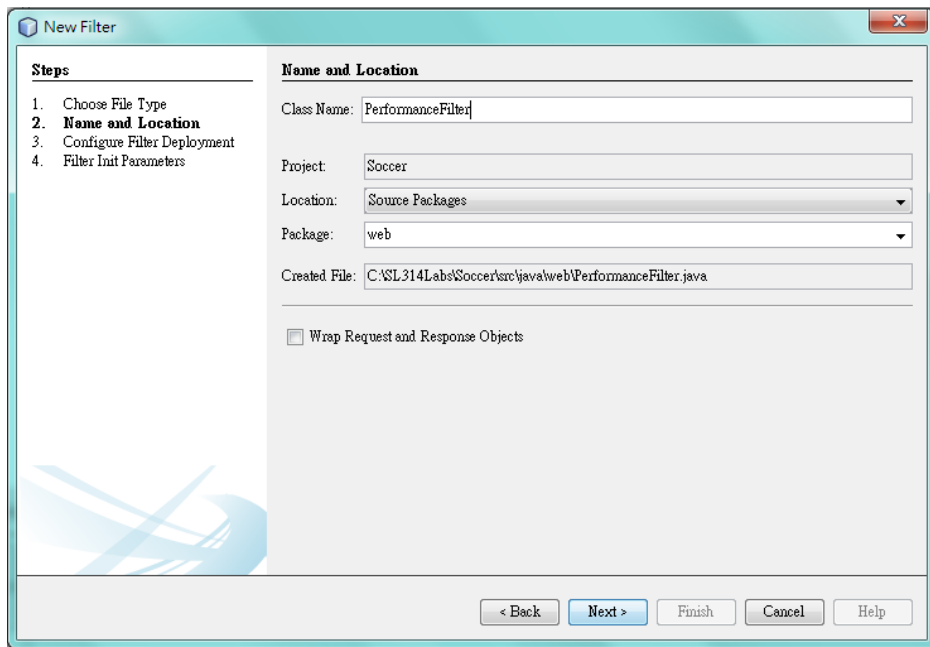 New Filter
Steps
1. Choose File Type
2. Name and Location
3. Configure Filter Deployment
4. Filter Init Parameters
Name and Location
Class Name: PerformanceFilter
Project: Soccer
Location: Source Packages
Package: web
Created File: C:\SL314Labs\Soccer\src\java\web\PerformanceFilter.java
Wrap Request and Response Objects
< Back Next > Finish Cancel Help